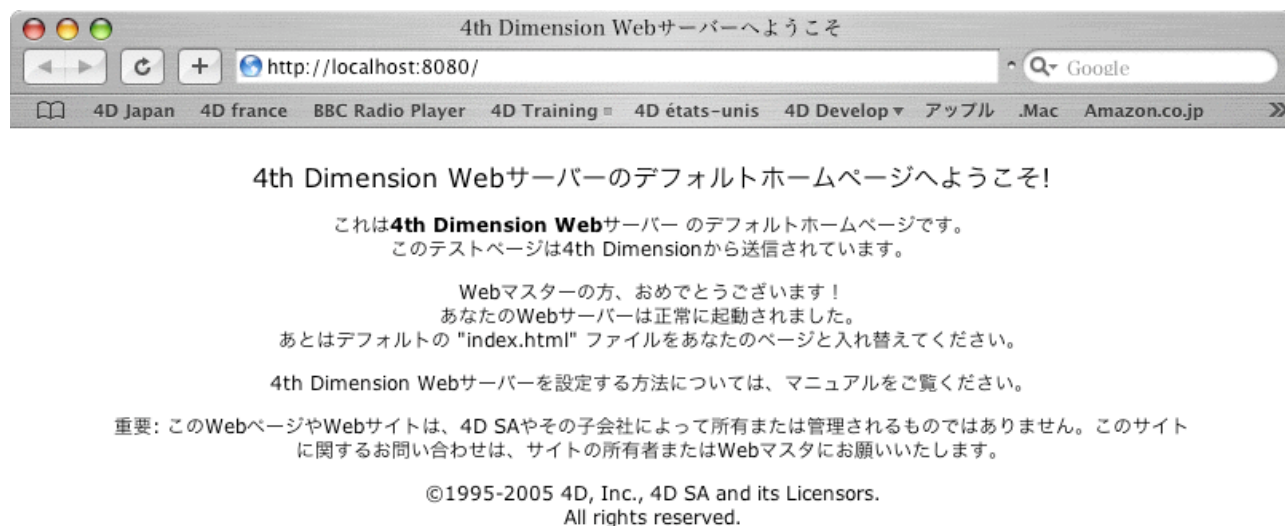 4th Dimension Webサーバーへようこそ
http://localhost:8080/
Google
4D Japan 4D france BBC Radio Player 4D Training 4D états-unis 4D Develop アップル .Mac Amazon.co.jp
4th Dimension Webサーバーのデフォルトホームページへようこそ!
これは4th Dimension Webサーバー のデフォルトホームページです。
このテストページは4th Dimensionから送信されています。
Webマスターの方、おめでとうございます！
あなたのWebサーバーは正常に起動されました。
あとはデフォルトの "index.html" ファイルをあなたのページと入れ替えてください。
4th Dimension Webサーバーを設定する方法については、マニュアルをご覧ください。
重要: このWebページやWebサイトは、4D SAやその子会社によって所有または管理されるものではありません。このサイト
に関するお問い合わせは、サイトの所有者またはWebマスタにお願いいたします。
©1995-2005 4D, Inc., 4D SA and its Licensors.
All rights reserved.